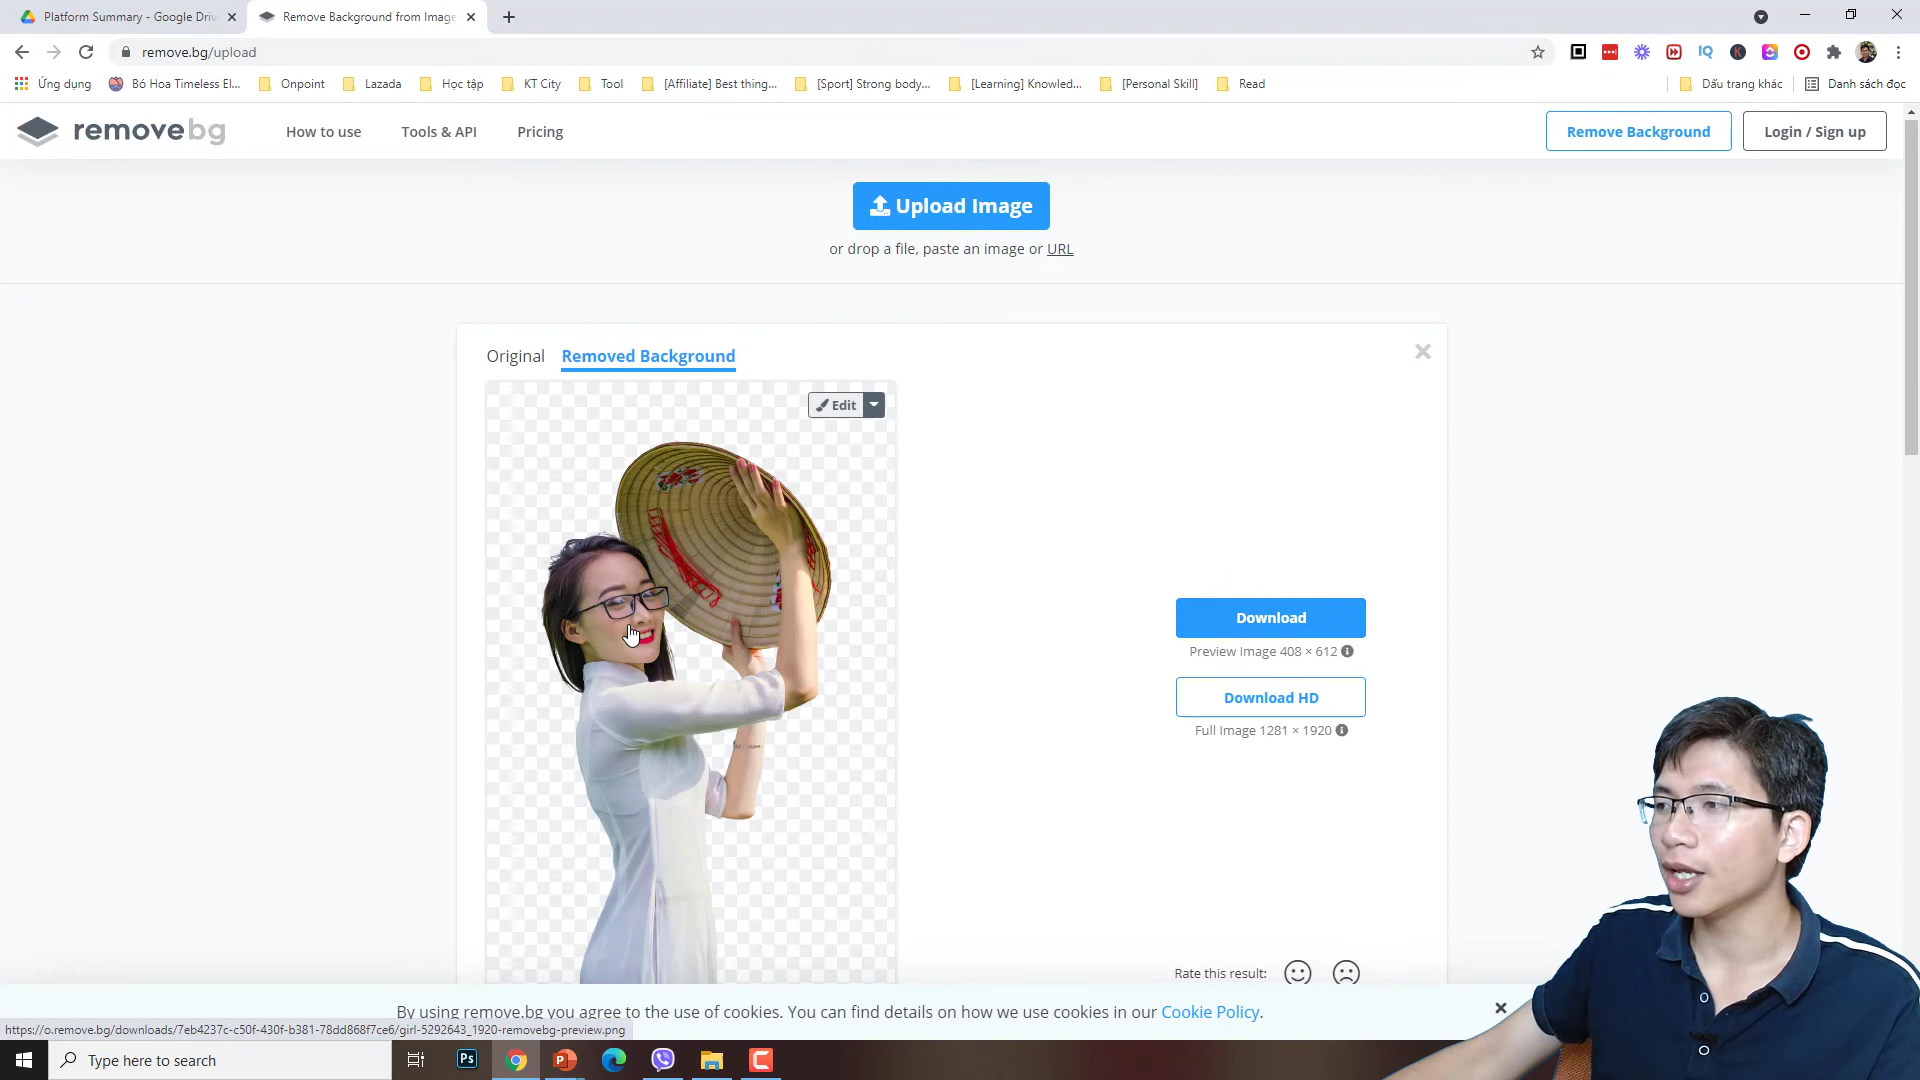 Platform Summary - Google Driv
Remove Background from Image
remove.bg/upload
Ứng dụng
Bó Hoa Timeless El...
Onpoint
Lazada
Học tập
KT City
Tool
[Affiliate] Best thing...
[Sport] Strong body...
[Learning] Knowled...
[Personal Skill]
Read
Dấu trang khác
Danh sách đọc
removebg
How to use
Tools & API
Pricing
Remove Background
Login / Sign up
Upload Image
or drop a file, paste an image or URL
Original
Removed Background
Edit
Download
Preview Image 408 × 612
Download HD
Full Image 1281 × 1920
Rate this result:
By using remove.bg you agree to the use of cookies. You can find details on how we use cookies in our Cookie Policy.
https://o.remove.bg/downloads/7eb4237c-c50f-430f-b381-78dd868f7ce6/girl-5292643_1920-removebg-preview.png
Type here to search
Ps